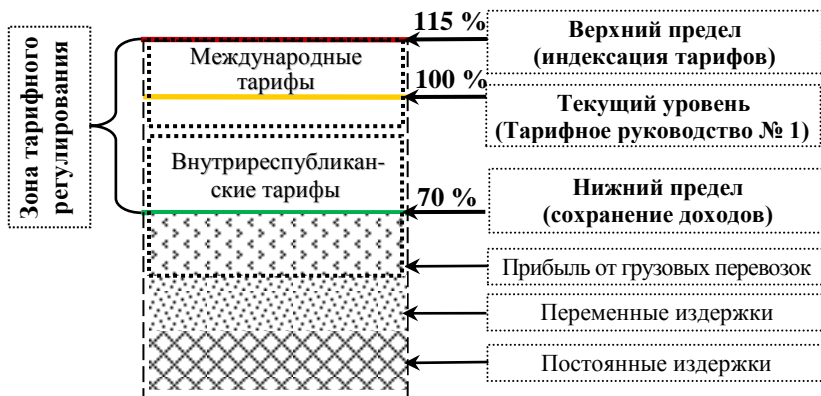 Зона тарифного
регулирования
Международные
тарифы
Внутриреспубликан-
ские тарифы
115 %
Верхний предел
(индексация тарифов)
100 %
Текущий уровень
(Тарифное руководство № 1)
70 %
Нижний предел
(сохранение доходов)
Прибыль от грузовых перевозок
Переменные издержки
Постоянные издержки